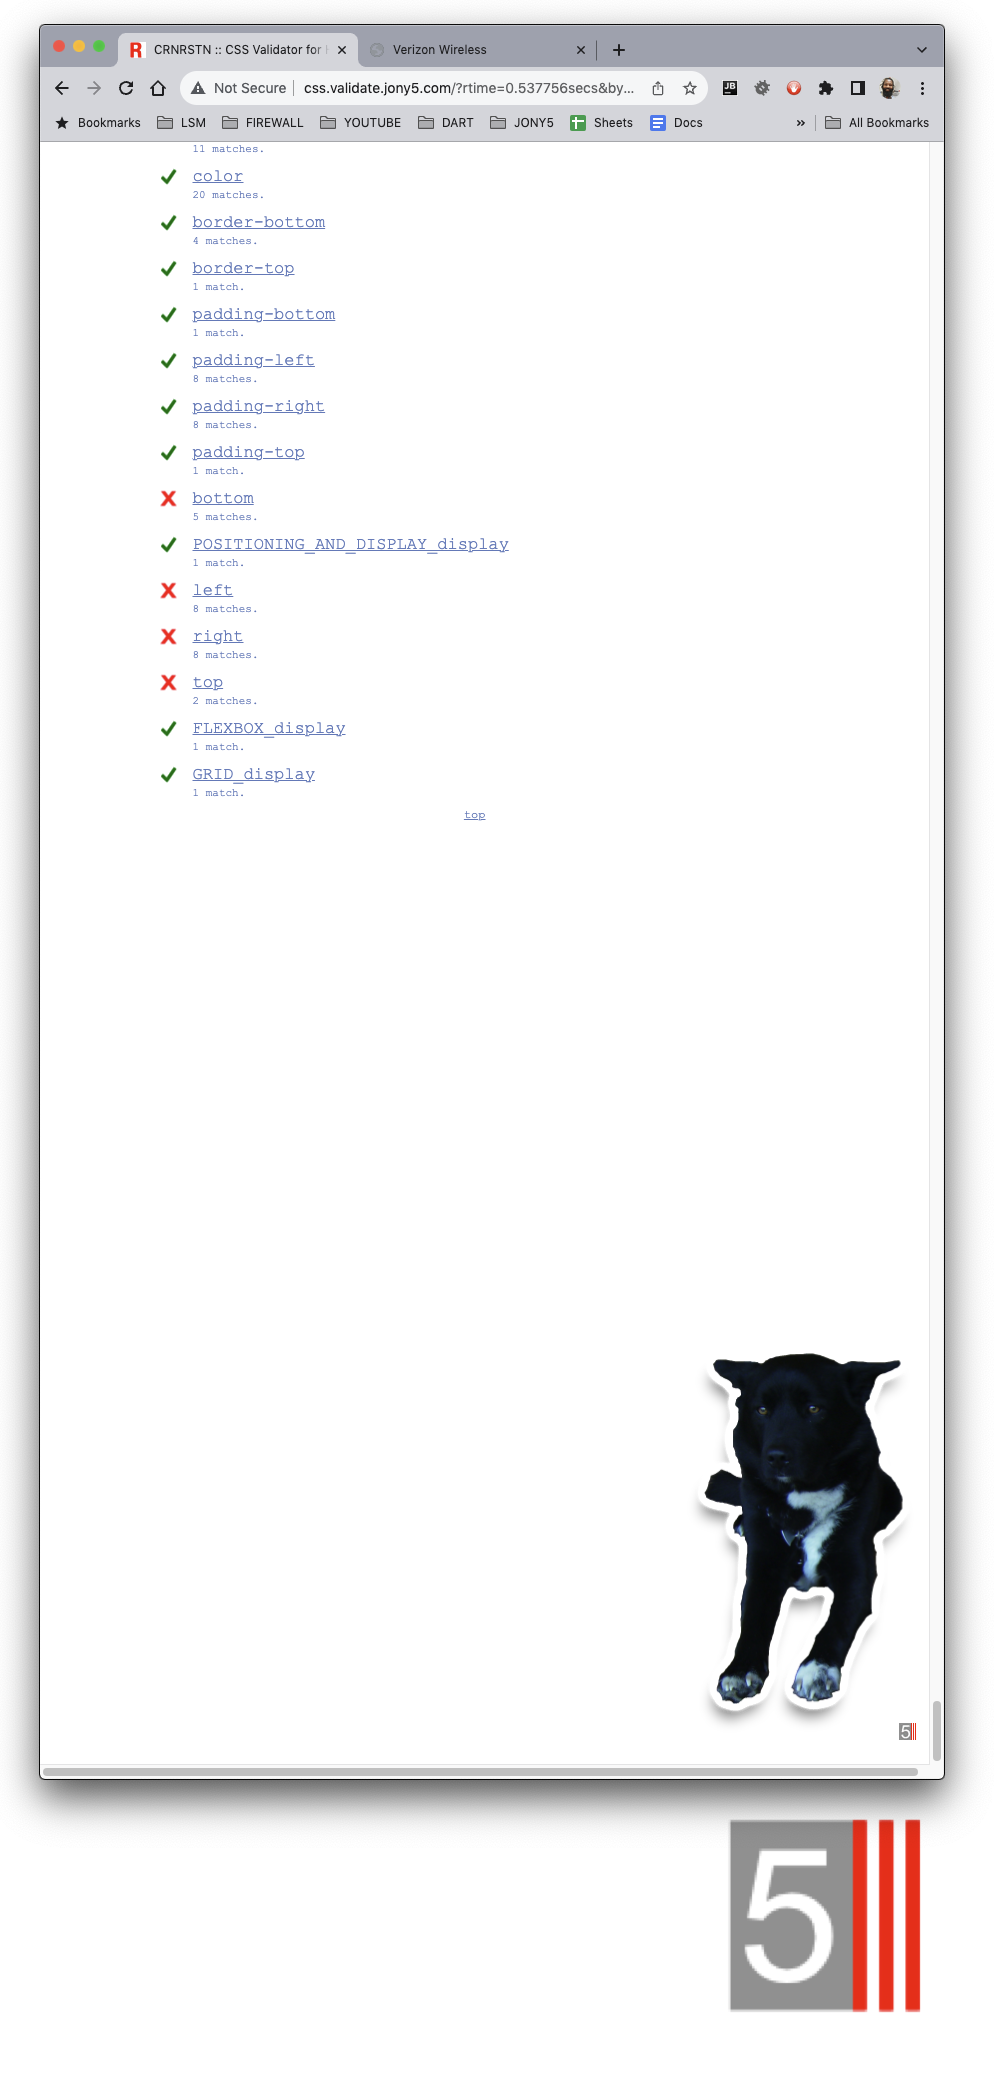 CRNRSTN :: CSS Validator for
Verizon Wireless
Not Secure
css.validate.jony5.com/?rtime=0.537756secs&by...
JB
Bookmarks
LSM
FIREWALL
YOUTUBE
DART
JONY5
Sheets
Docs
»
All Bookmarks
11 matches.
color
20 matches.
border-bottom
4 matches.
border-top
1 match.
padding-bottom
1 match.
padding-left
8 matches.
padding-right
8 matches.
padding-top
1 match.
bottom
5 matches.
POSITIONING_AND_DISPLAY_display
1 match.
left
8 matches.
right
8 matches.
top
2 matches.
FLEXBOX_display
1 match.
GRID_display
1 match.
top
5
5